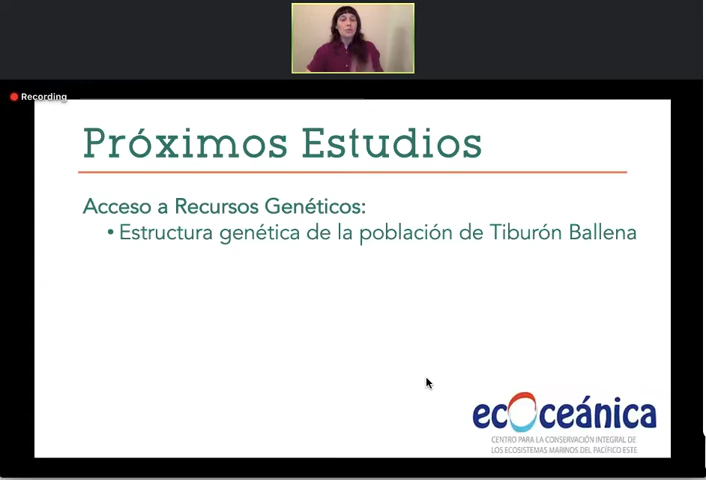 Recording
Próximos Estudios
Acceso a Recursos Genéticos:
• Estructura genética de la población de Tiburón Ballena
ecOceánica
CENTRO PARA LA CONSERVACIÓN INTEGRAL DE
LOS ECOSISTEMAS MARINOS DEL PACÍFICO ESTE